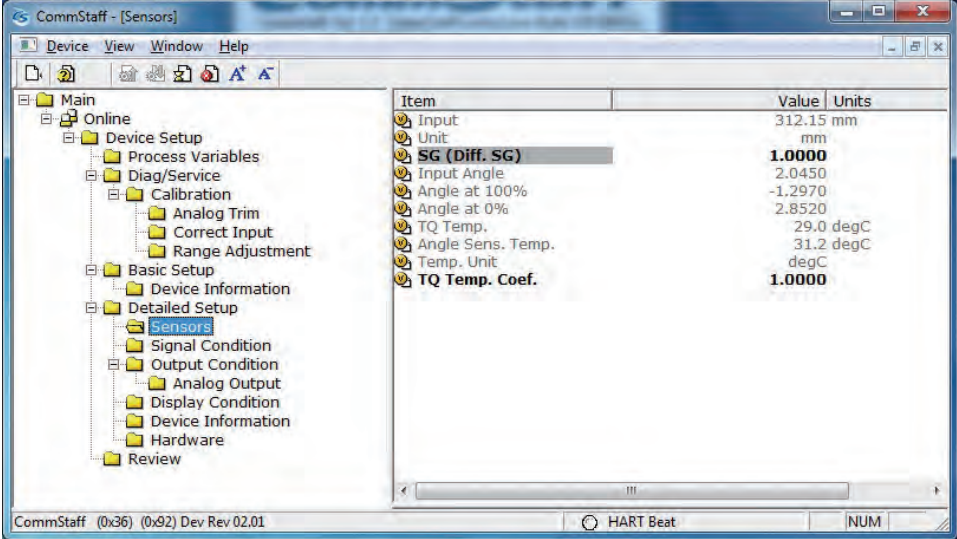 CommStaff - [Sensors]
Device View Window Help
Main
Online
Device Setup
Process Variables
Diag/Service
Calibration
Analog Trim
Correct Input
Range Adjustment
Basic Setup
Device Information
Detailed Setup
Sensors
Signal Condition
Output Condition
Analog Output
Display Condition
Device Information
Hardware
Review
Item Value Units
Input 312.15 mm
Unit mm
SG (Diff. SG) 1.0000
Input Angle 2.0450
Angle at 100% -1.2970
Angle at 0% 2.8520
TQ Temp. 29.0 degC
Angle Sens. Temp. 31.2 degC
Temp. Unit degC
TQ Temp. Coef. 1.0000
CommStaff (0x36) (0x92) Dev Rev 02.01 HART Beat NUM